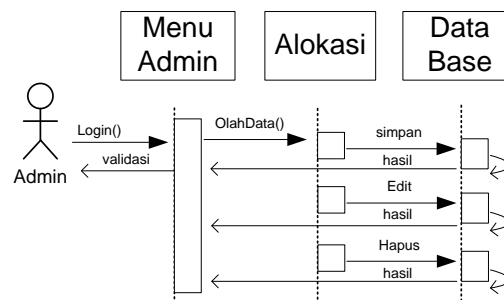 Menu
Admin
Alokasi
Data
Base
Admin
Login()
validasi
OlahData()
simpan
hasil
Edit
hasil
Hapus
hasil